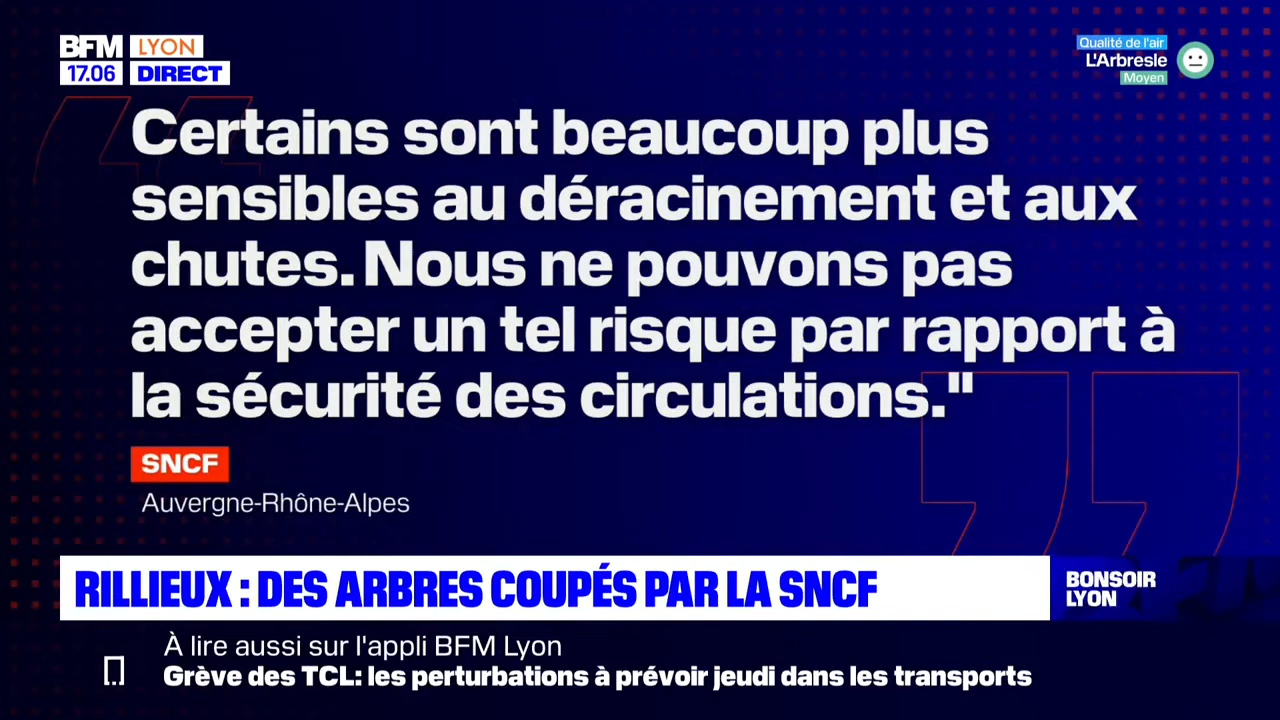 BFM LYON
17.06 DIRECT
Qualité de l'air
L'Arbresle
Moyen
Certains sont beaucoup plus
sensibles au déracinement et aux
chutes. Nous ne pouvons pas
accepter un tel risque par rapport à
la sécurité des circulations."
SNCF
Auvergne-Rhône-Alpes
RILLIEUX : DES ARBRES COUPÉS PAR LA SNCF
BONSOIR
LYON
À lire aussi sur l'appli BFM Lyon
Grève des TCL: les perturbations à prévoir jeudi dans les transports